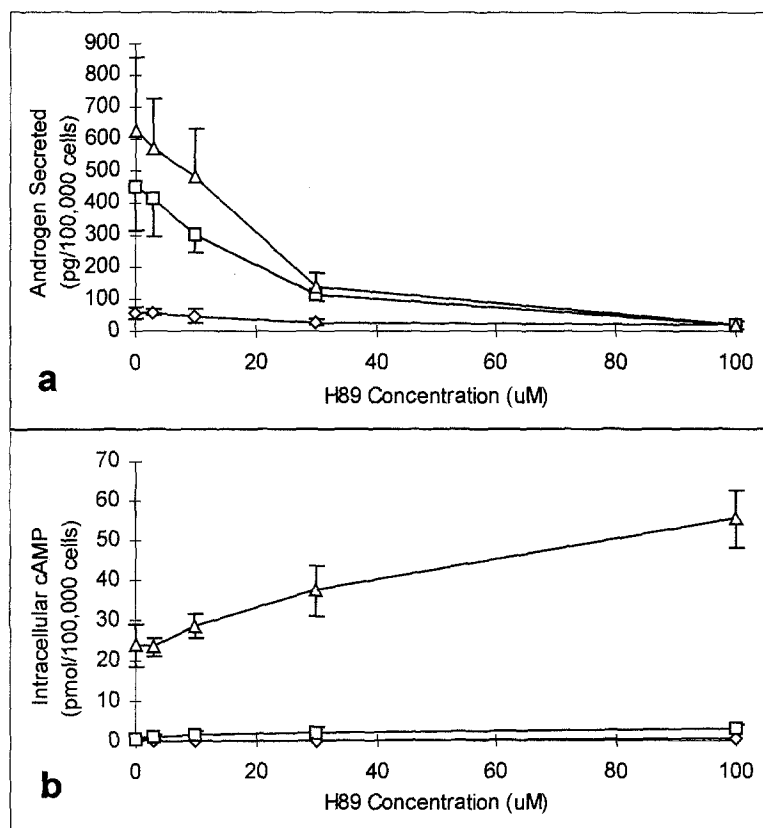 900
800
700
600
500
400
300
200
100
0
Androgen Secreted
(pg/100,000 cells)
0 20 40 60 80 100
H89 Concentration (uM)
a
70
60
50
40
30
20
10
0
Intracellular cAMP
(pmol/100,000 cells)
0 20 40 60 80 100
H89 Concentration (uM)
b